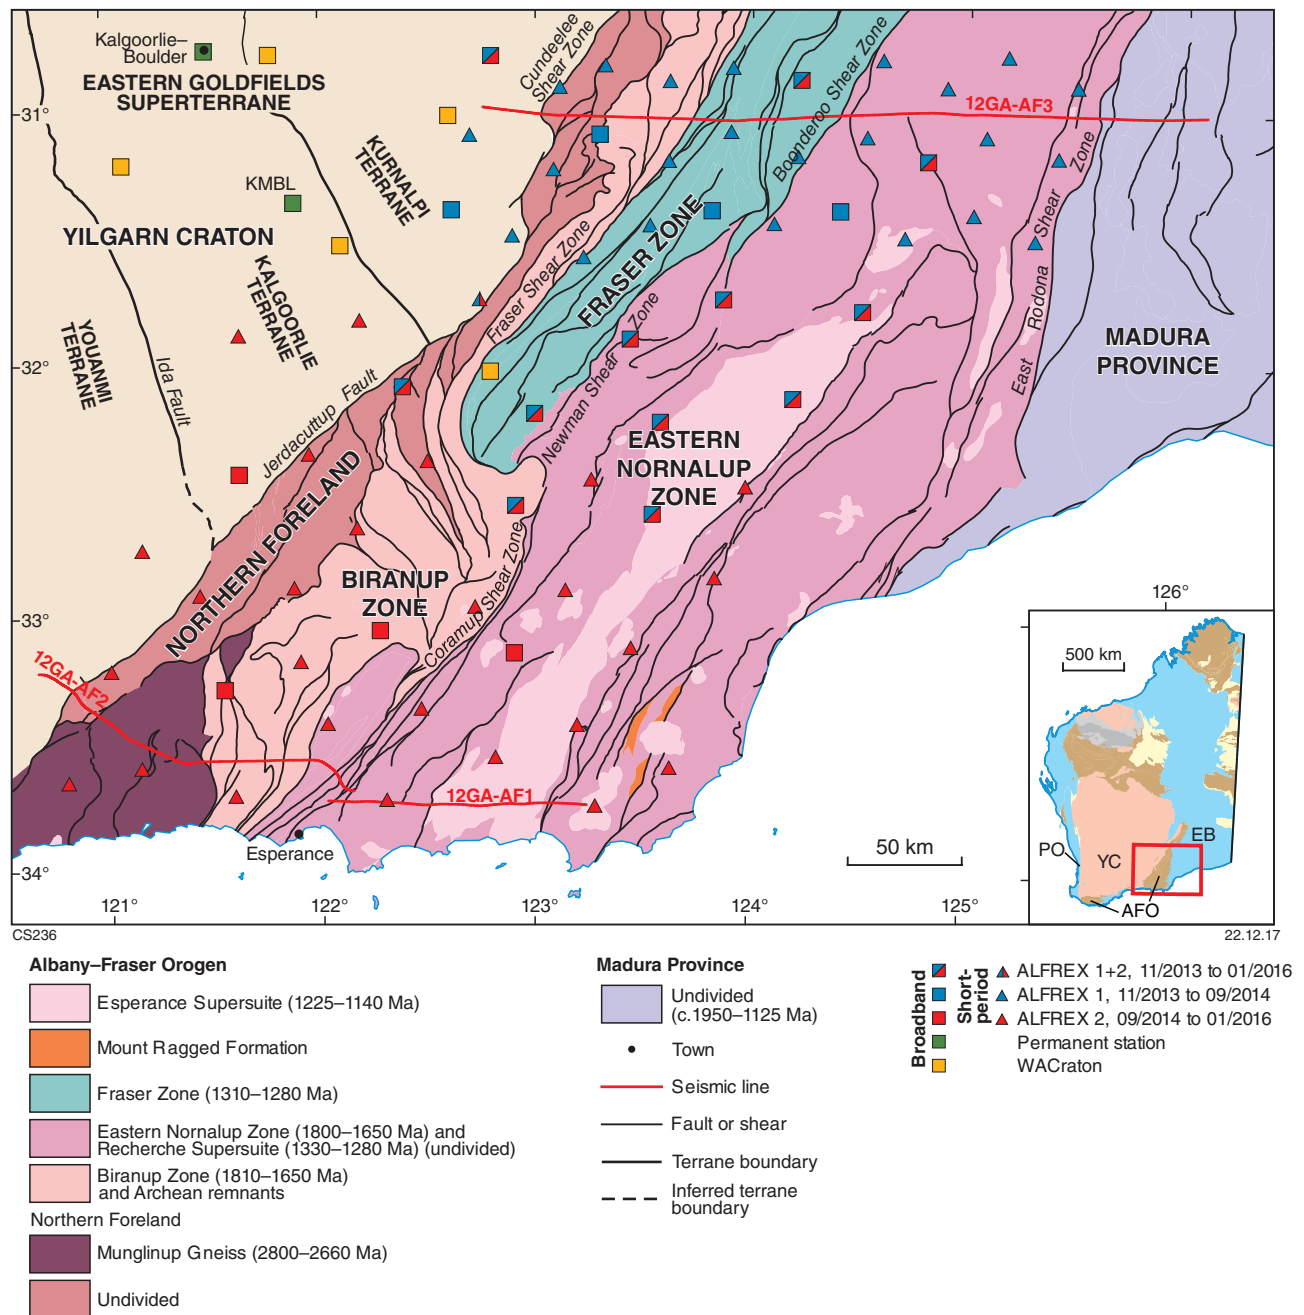 Kalgoorlie–
Boulder
EASTERN GOLDFIELDS
SUPERTERRANE
Cundeelee
Shear Zone
Boonderoo Shear Zone
12GA-AF3
–31°
KURNALPI
TERRANE
KMBL
YILGARN CRATON
KALGOORLIE
TERRANE
YOUANMI
TERRANE
Ida Fault
Fraser Shear Zone
FRASER ZONE
Newman Shear Zone
East Rodona Shear Zone
MADURA
PROVINCE
–32°
Jerdacuttup Fault
NORTHERN FORELAND
EASTERN
NORNALUP
ZONE
BIRANUP
ZONE
Coramup Shear Zone
–33°
12GA-AF2
12GA-AF1
Esperance
50 km
–34°
121°
122°
123°
124°
125°
126°
500 km
PO
YC
EB
AFO
CS236
22.12.17
Albany–Fraser Orogen
Esperance Supersuite (1225–1140 Ma)
Mount Ragged Formation
Fraser Zone (1310–1280 Ma)
Eastern Nornalup Zone (1800–1650 Ma) and
Recherche Supersuite (1330–1280 Ma) (undivided)
Biranup Zone (1810–1650 Ma)
and Archean remnants
Northern Foreland
Munglinup Gneiss (2800–2660 Ma)
Undivided
Madura Province
Undivided
(c.1950–1125 Ma)
Town
Seismic line
Fault or shear
Terrane boundary
Inferred terrane
boundary
Broadband
Short-
period
ALFREX 1+2, 11/2013 to 01/2016
ALFREX 1, 11/2013 to 09/2014
ALFREX 2, 09/2014 to 01/2016
Permanent station
WACraton